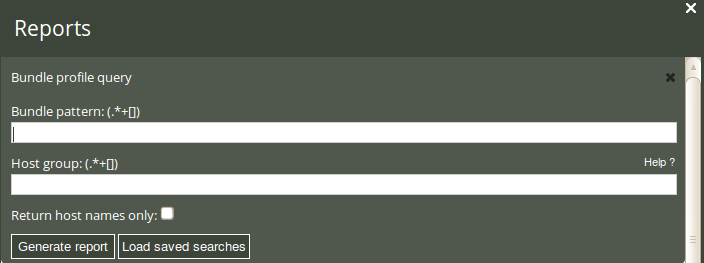 Reports
Bundle profile query
Bundle pattern: (.*+[])
Host group: (.*+[])
Help ?
Return host names only:
Generate report
Load saved searches